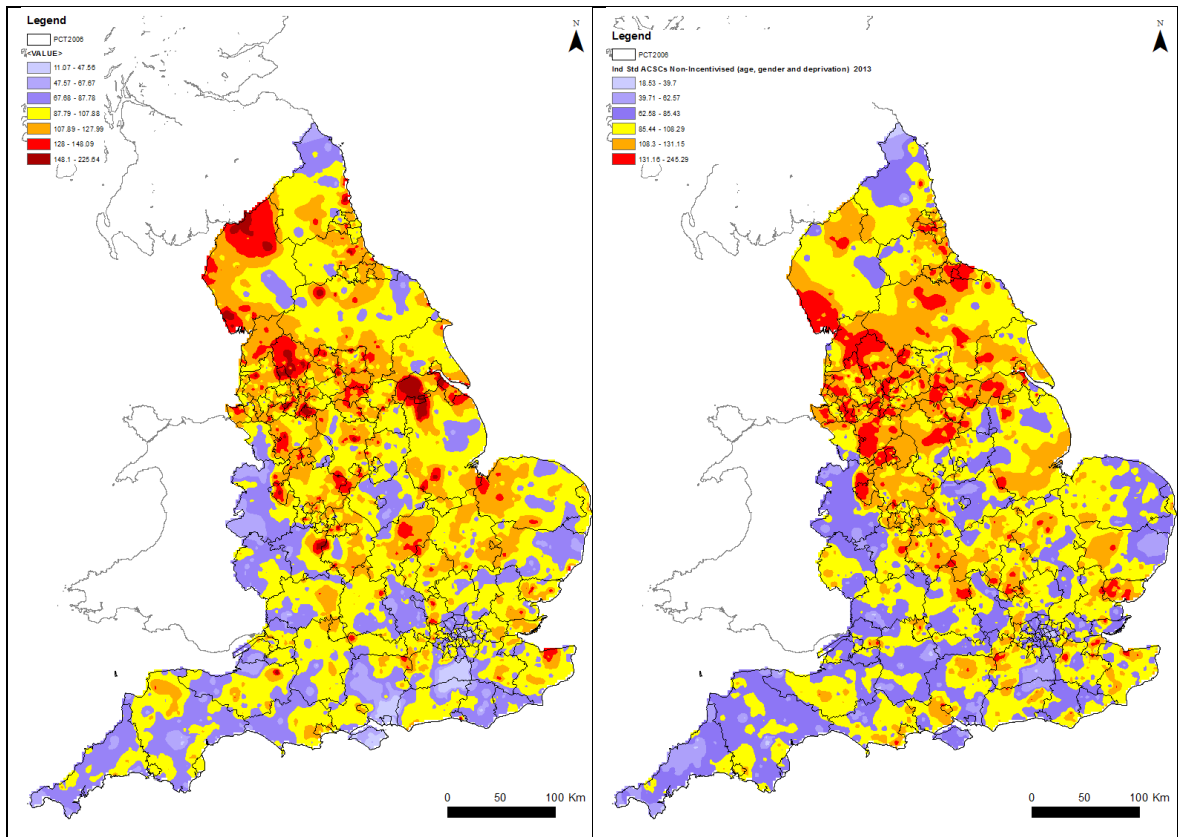 Legend
PCT2006
<VALUE>
11.07 - 47.56
47.57 - 67.67
67.68 - 87.78
87.79 - 107.88
107.89 - 127.99
128 - 148.09
148.1 - 225.64
N
0 50 100 Km
Legend
PCT2006
Ind Std ACSCs Non-Incentivised (age, gender and deprivation) 2013
18.53 - 39.7
39.71 - 62.57
62.58 - 85.43
85.44 - 108.29
108.3 - 131.15
131.16 - 245.29
N
0 50 100 Km